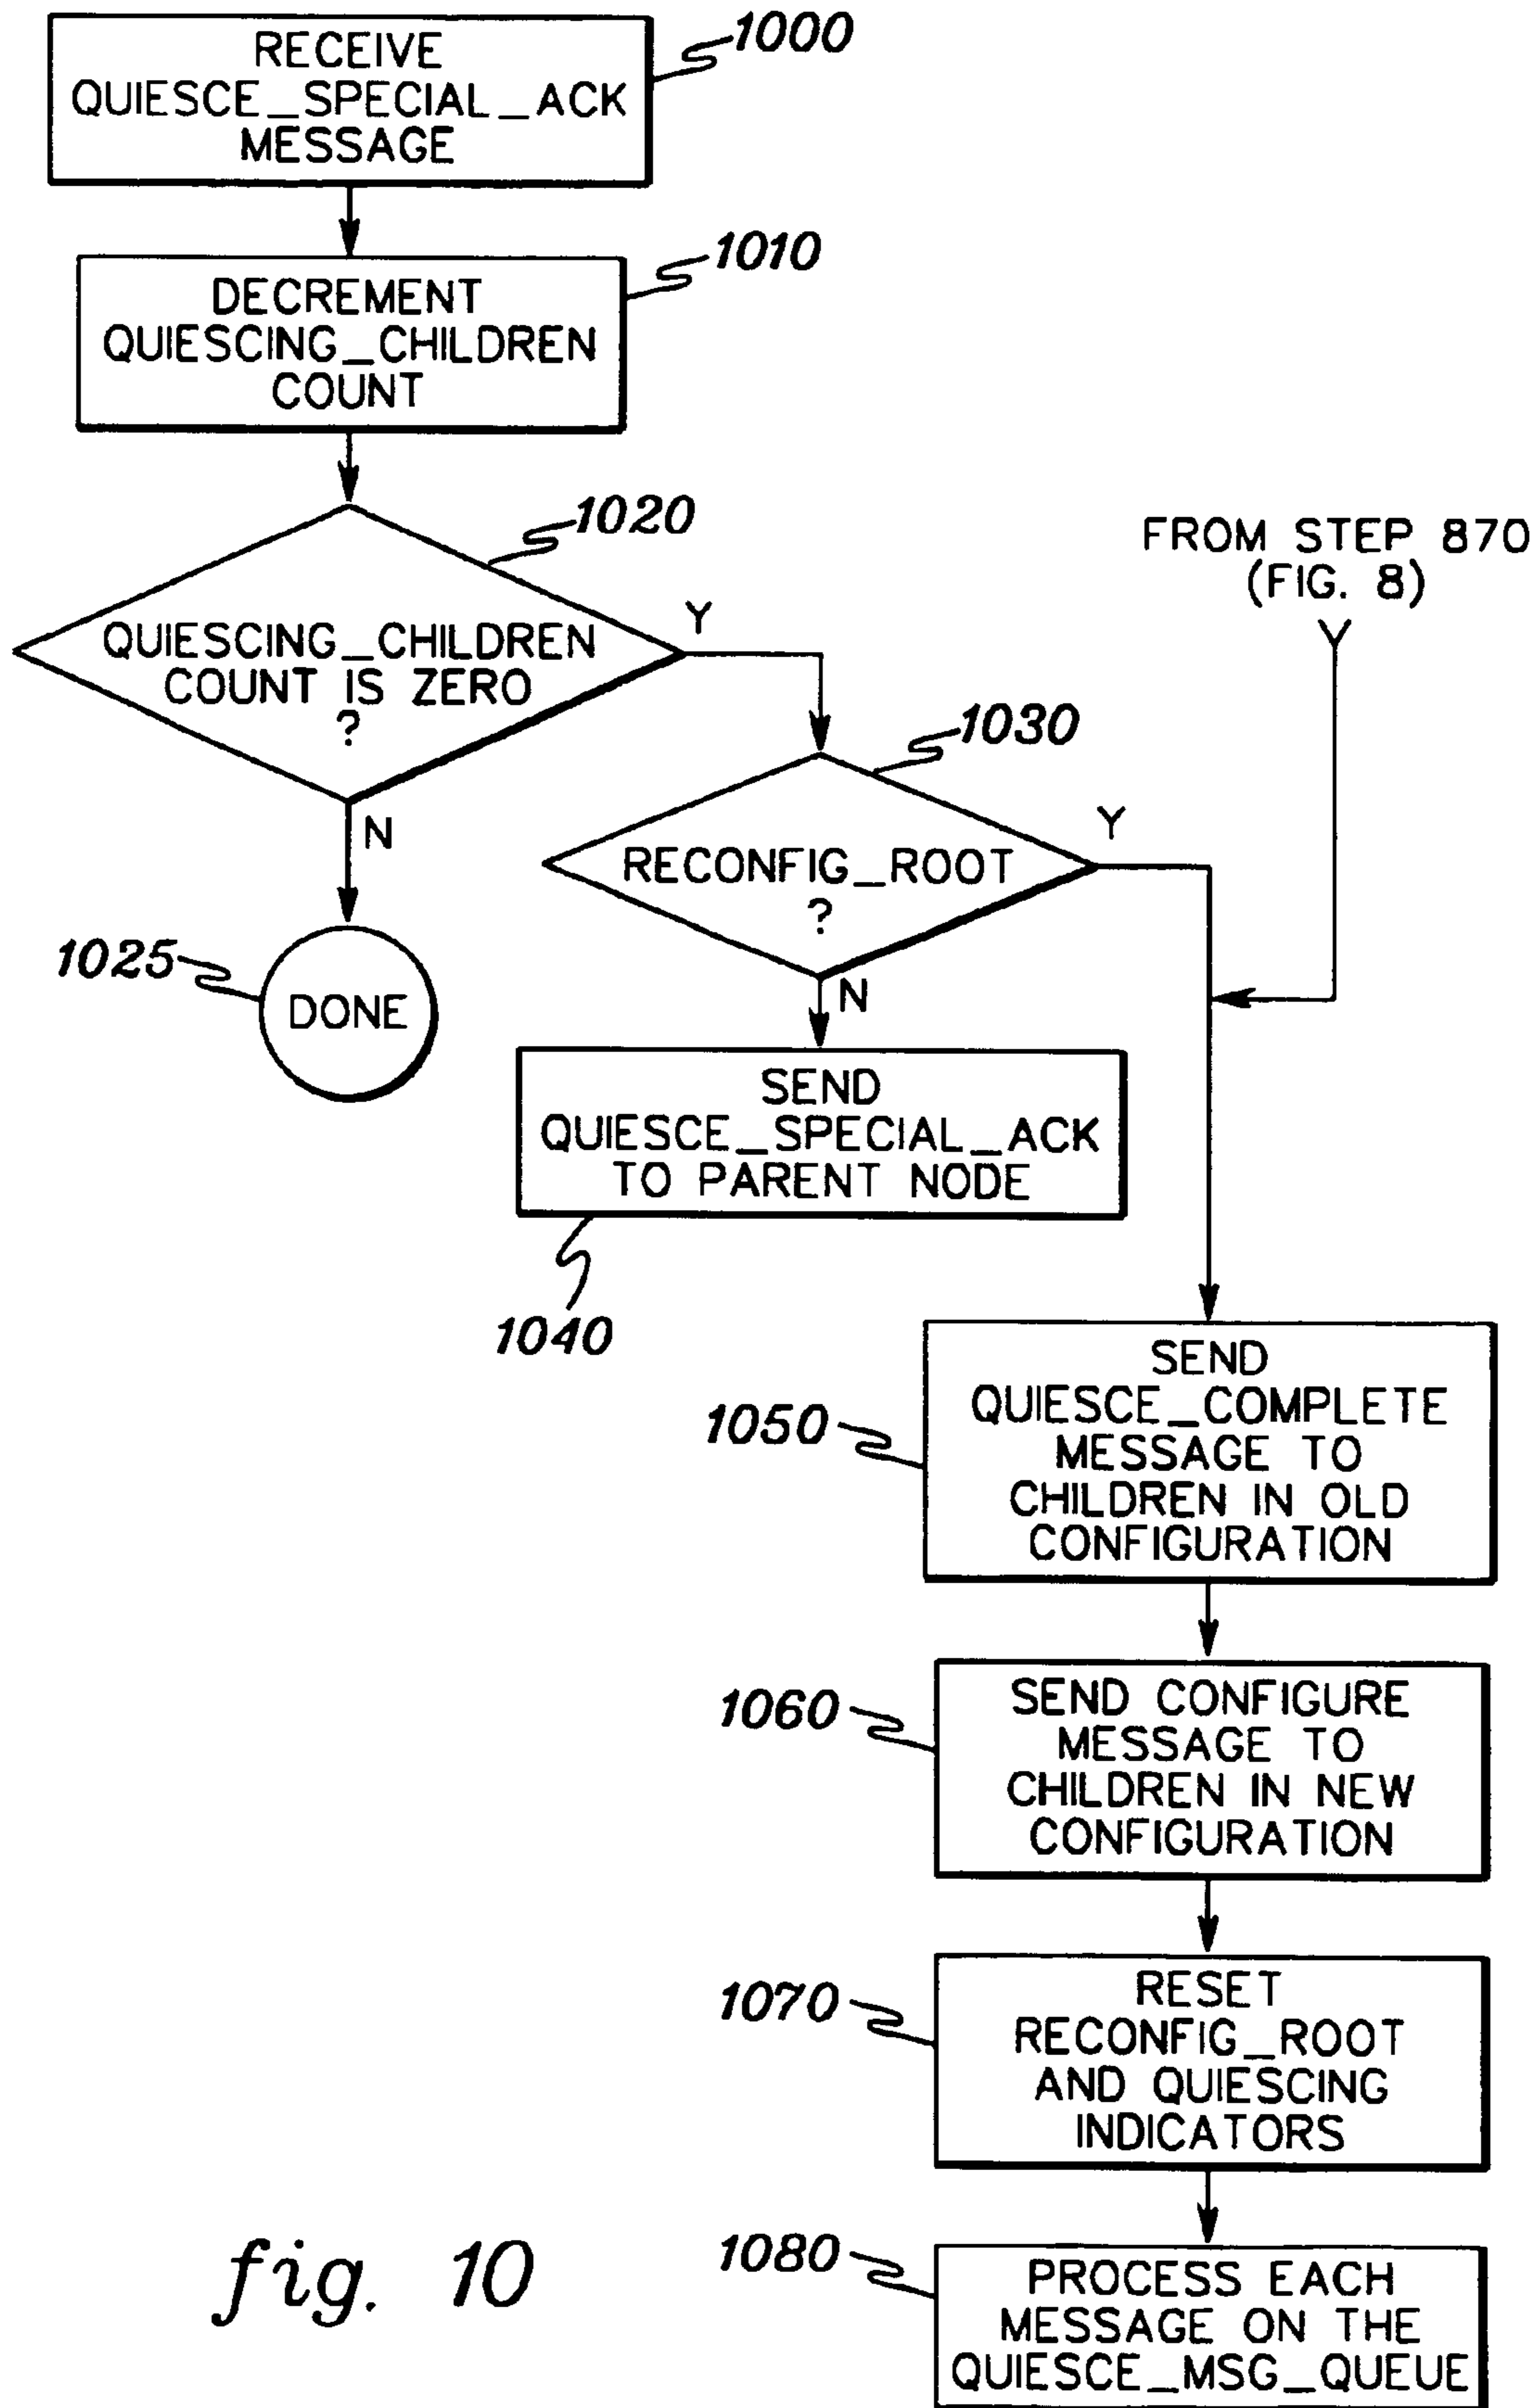 1000
RECEIVE
QUIESCE_SPECIAL_ACK
MESSAGE
1010
DECREMENT
QUIESCING_CHILDREN
COUNT
1020
QUIESCING_CHILDREN
COUNT IS ZERO
?
Y
N
1025
DONE
FROM STEP 870
(FIG. 8)
1030
RECONFIG_ROOT
?
Y
N
SEND
QUIESCE_SPECIAL_ACK
TO PARENT NODE
1040
1050
SEND
QUIESCE_COMPLETE
MESSAGE TO
CHILDREN IN OLD
CONFIGURATION
1060
SEND CONFIGURE
MESSAGE TO
CHILDREN IN NEW
CONFIGURATION
1070
RESET
RECONFIG_ROOT
AND QUIESCING
INDICATORS
1080
PROCESS EACH
MESSAGE ON THE
QUIESCE_MSG_QUEUE
fig. 10